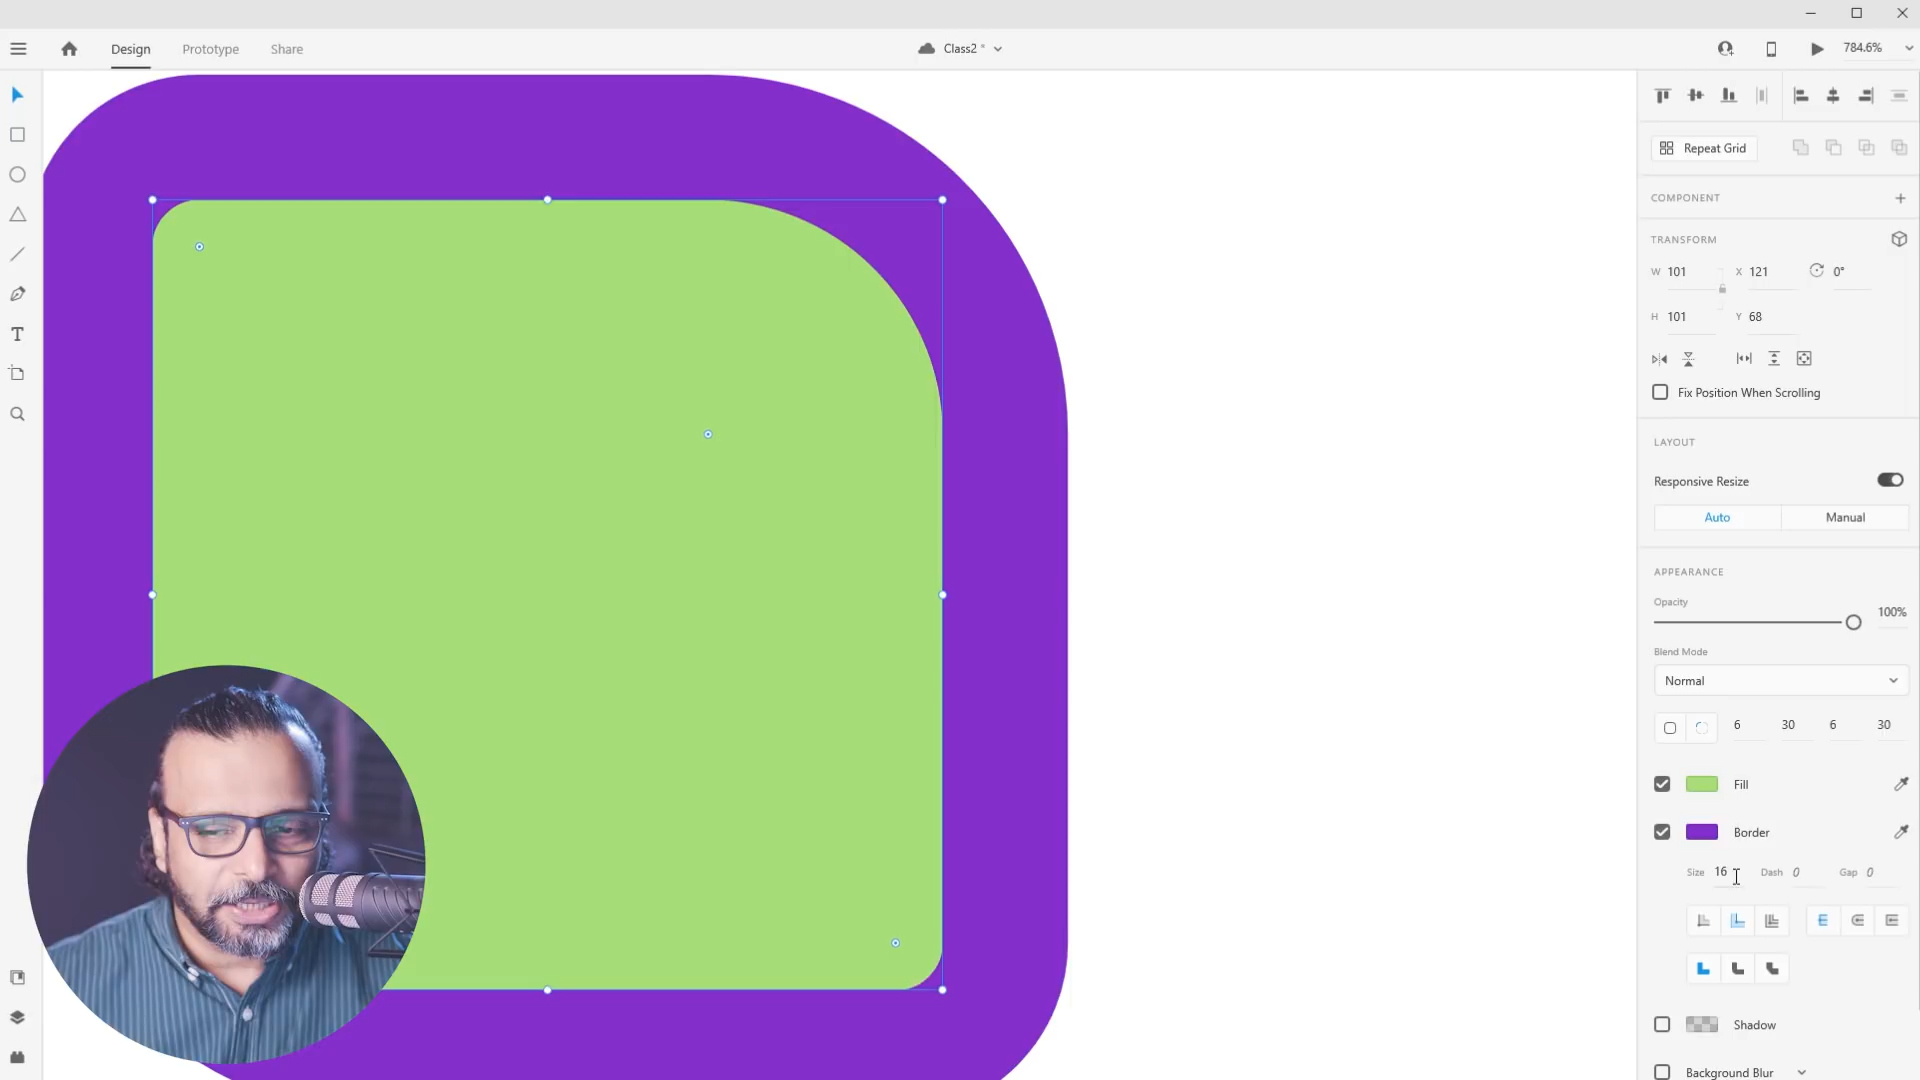 Design Prototype Share Class2 * 784.6%
T
Repeat Grid
COMPONENT
TRANSFORM
W 101 X 121 0°
H 101 Y 68
Fix Position When Scrolling
LAYOUT
Responsive Resize
Auto Manual
APPEARANCE
Opacity
100%
Blend Mode
Normal
6 30 6 30
Fill
Border
Size 16 Dash 0 Gap 0
Shadow
Background Blur